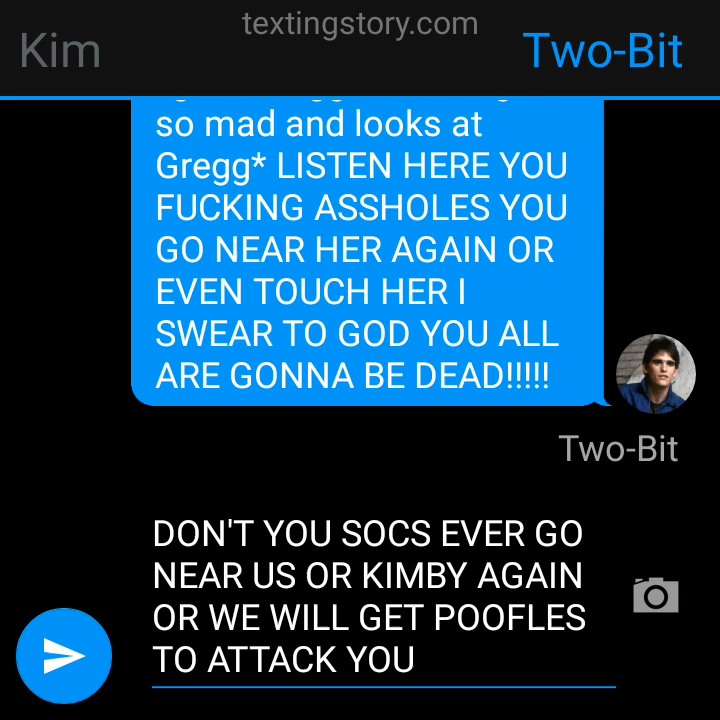 textingstory.com
Kim
Two-Bit
so mad and looks at
Gregg* LISTEN HERE YOU
FUCKING ASSHOLES YOU
GO NEAR HER AGAIN OR
EVEN TOUCH HER I
SWEAR TO GOD YOU ALL
ARE GONNA BE DEAD!!!!!
Two-Bit
DON'T YOU SOCS EVER GO
NEAR US OR KIMBY AGAIN
OR WE WILL GET POOFLES
TO ATTACK YOU